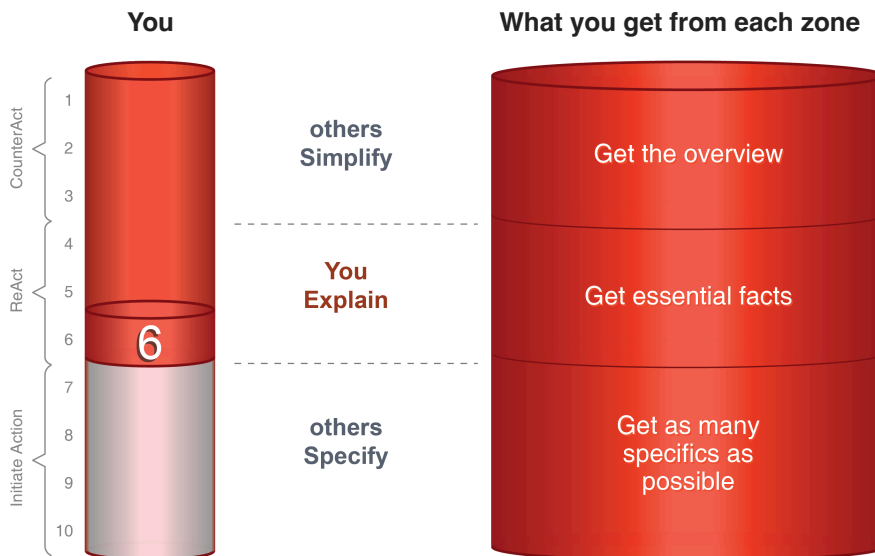 You
What you get from each zone
CounterAct
1
2
3
others
Simplify
Get the overview
ReAct
4
5
6
6
You
Explain
Get essential facts
Initiate Action
7
8
9
10
others
Specify
Get as many
specifics as
possible